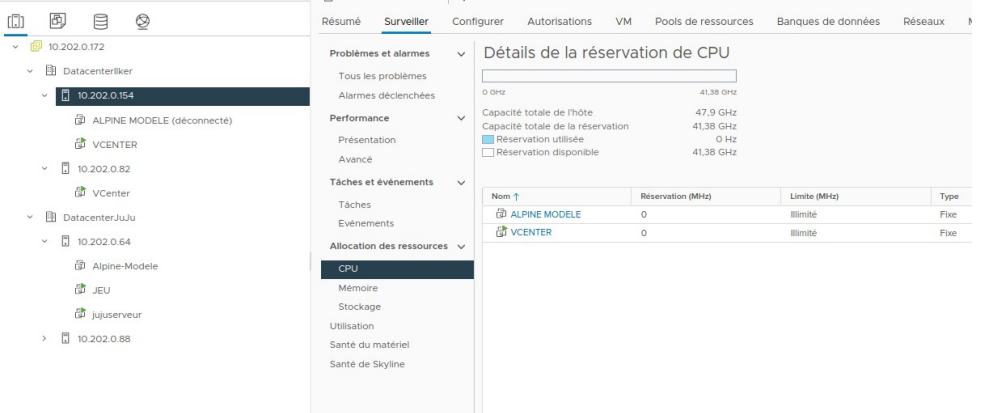 Résumé Surveiller Configurer Autorisations VM Pools de ressources Banques de données Réseaux
10.202.0.172
DatacenterIlker
10.202.0.154
ALPINE MODELE (déconnecté)
VCENTER
10.202.0.82
VCenter
DatacenterJuJu
10.202.0.64
Alpine-Modele
JEU
jujuserveur
10.202.0.88
Problèmes et alarmes
Tous les problèmes
Alarmes déclenchées
Performance
Présentation
Avancé
Tâches et événements
Tâches
Evénements
Allocation des ressources
CPU
Mémoire
Stockage
Utilisation
Santé du matériel
Santé de Skyline
Détails de la réservation de CPU
0 GHz 41,38 GHz
Capacité totale de l'hôte 47,9 GHz
Capacité totale de la réservation 41,38 GHz
Réservation utilisée 0 Hz
Réservation disponible 41,38 GHz
Nom ↑ Réservation (MHz) Limite (MHz) Type
ALPINE MODELE 0 Illimité Fixe
VCENTER 0 Illimité Fixe